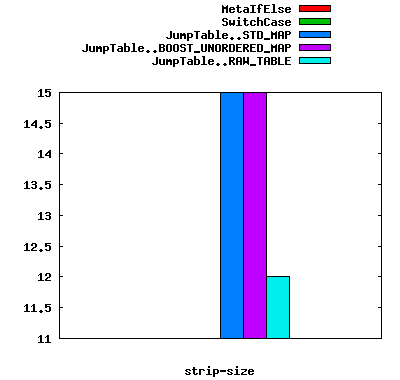 MetaIfElse
SwitchCase
JumpTable..STD_MAP
JumpTable..BOOST_UNORDERED_MAP
JumpTable..RAW_TABLE
15
14.5
14
13.5
13
12.5
12
11.5
11
strip-size